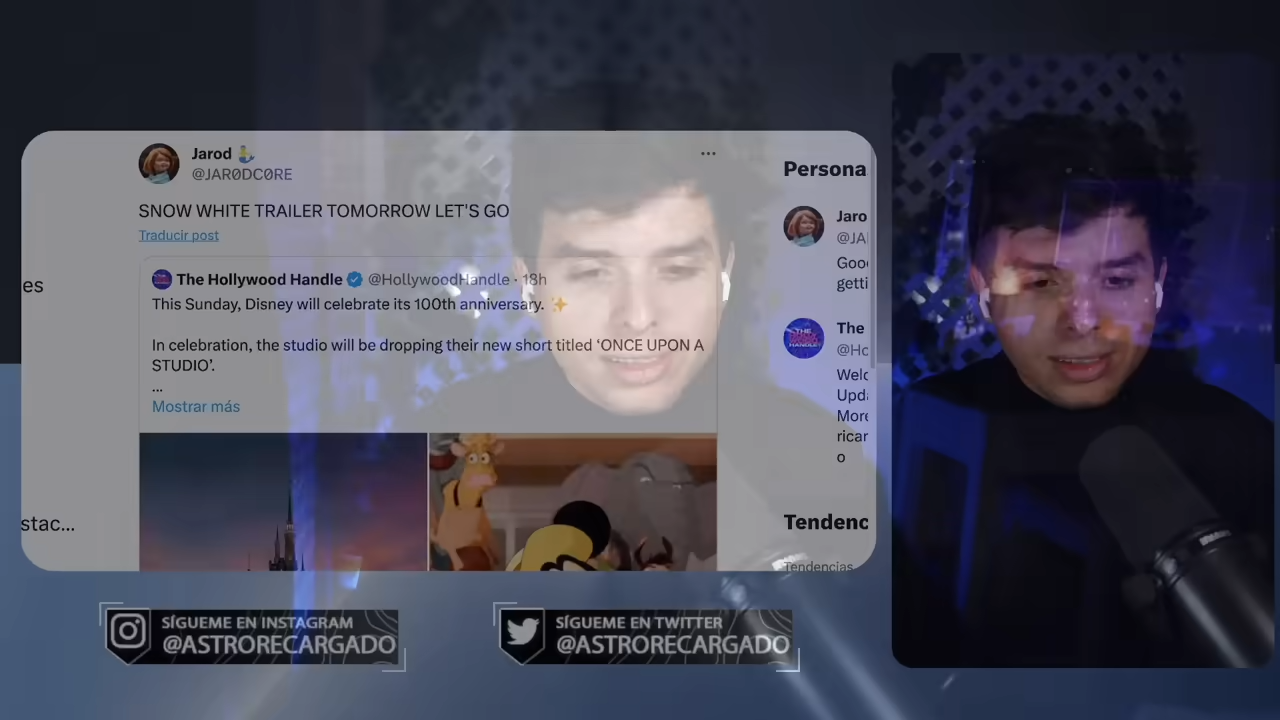 Jarod
@JARØDCØRE
SNOW WHITE TRAILER TOMORROW LET'S GO
Traducir post
The Hollywood Handle @HollywoodHandle · 18h
This Sunday, Disney will celebrate its 100th anniversary. ✨
In celebration, the studio will be dropping their new short titled ‘ONCE UPON A
STUDIO’.
...
Mostrar más
es
stac...
Persona
Jaro
@JA
Good
getti
The
@Ho
Welc
Upda
More
rican
o
Tendenc
Tendencias
SÍGUEME EN INSTAGRAM
@ASTRORECARGADO
SÍGUEME EN TWITTER
@ASTRORECARGADO